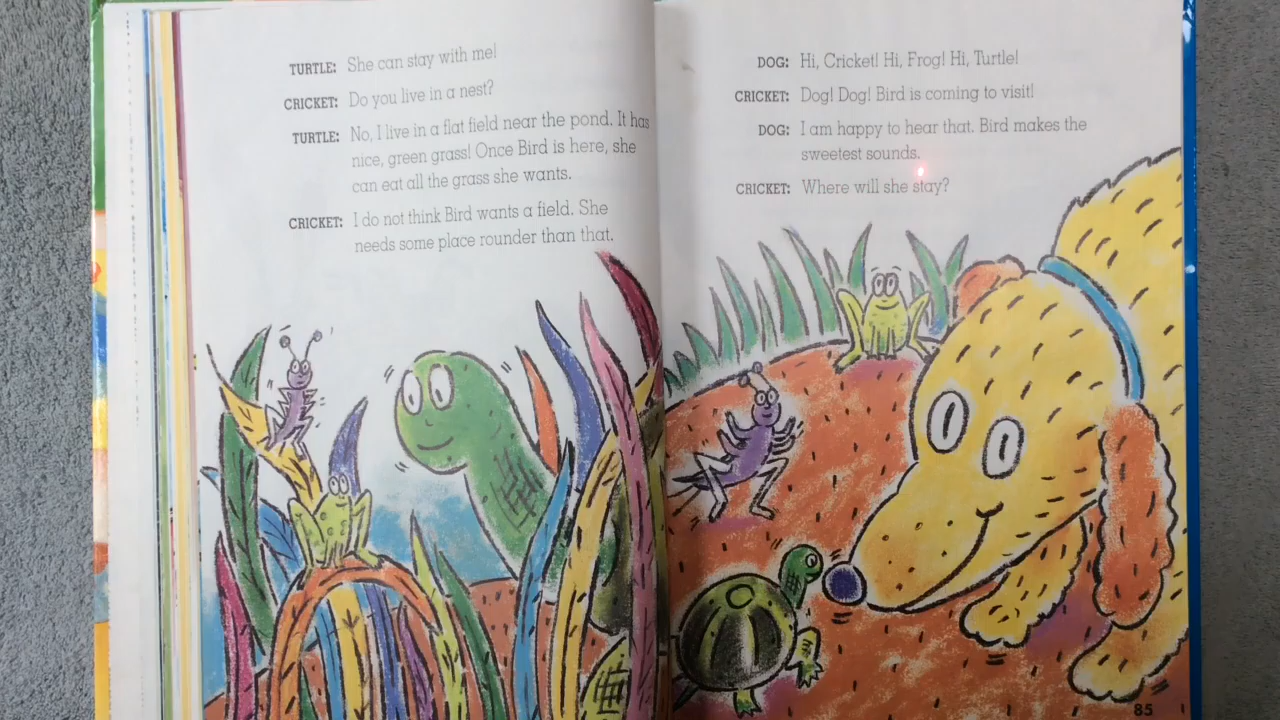 TURTLE: She can stay with me!
CRICKET: Do you live in a nest?
TURTLE: No, I live in a flat field near the pond. It has
nice, green grass! Once Bird is here, she
can eat all the grass she wants.
CRICKET: I do not think Bird wants a field. She
needs some place rounder than that.
DOG: Hi, Cricket! Hi, Frog! Hi, Turtle!
CRICKET: Dog! Dog! Bird is coming to visit!
DOG: I am happy to hear that. Bird makes the
sweetest sounds.
CRICKET: Where will she stay?
85